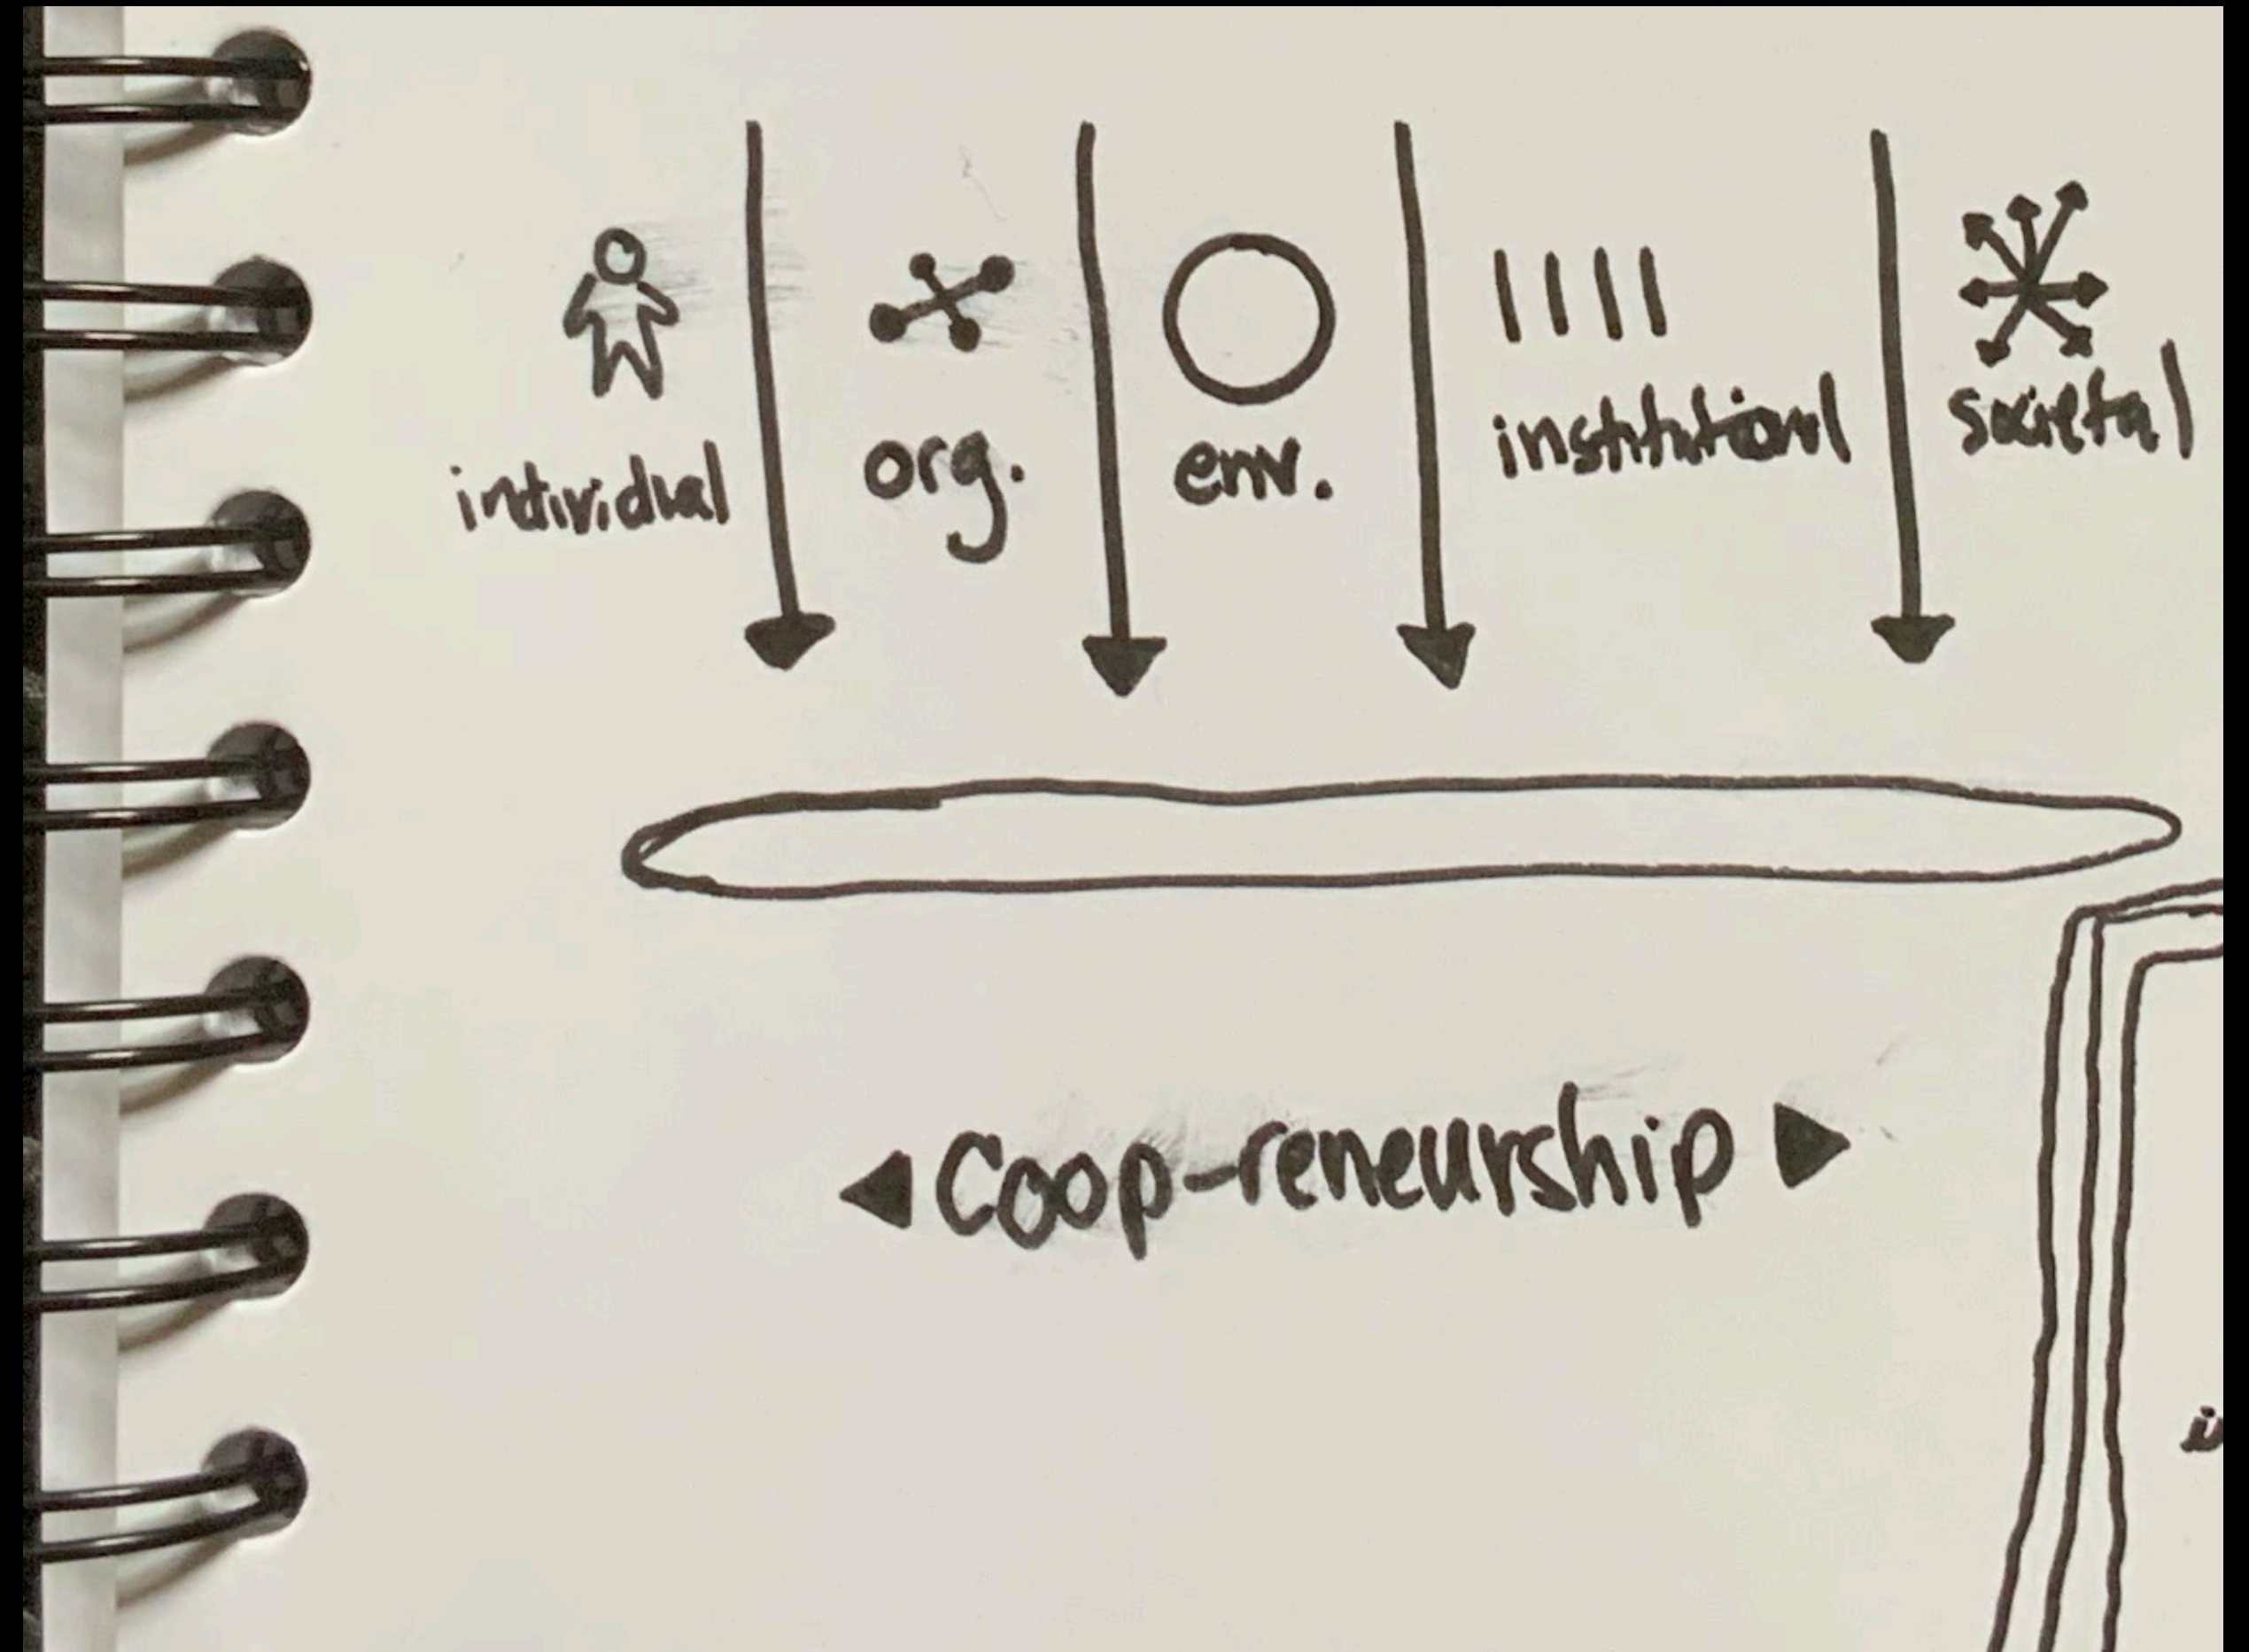 individual
org.
env.
institutional
societal
Coop-reneurship